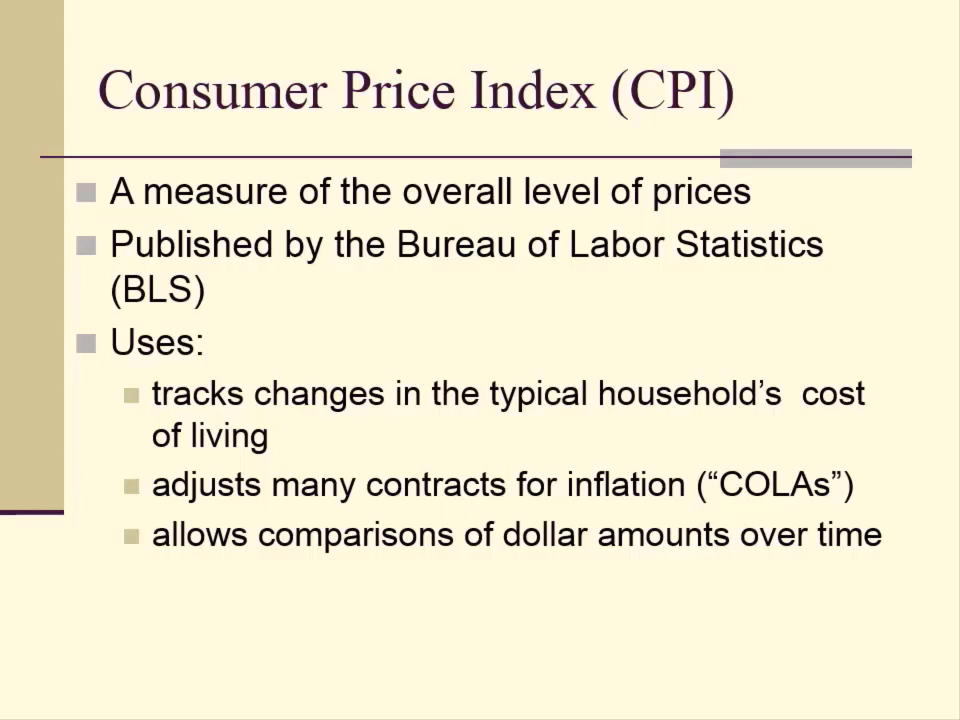 Consumer Price Index (CPI)
A measure of the overall level of prices
Published by the Bureau of Labor Statistics
(BLS)
Uses:
tracks changes in the typical household’s  cost
of living
adjusts many contracts for inflation (“COLAs”)
allows comparisons of dollar amounts over time